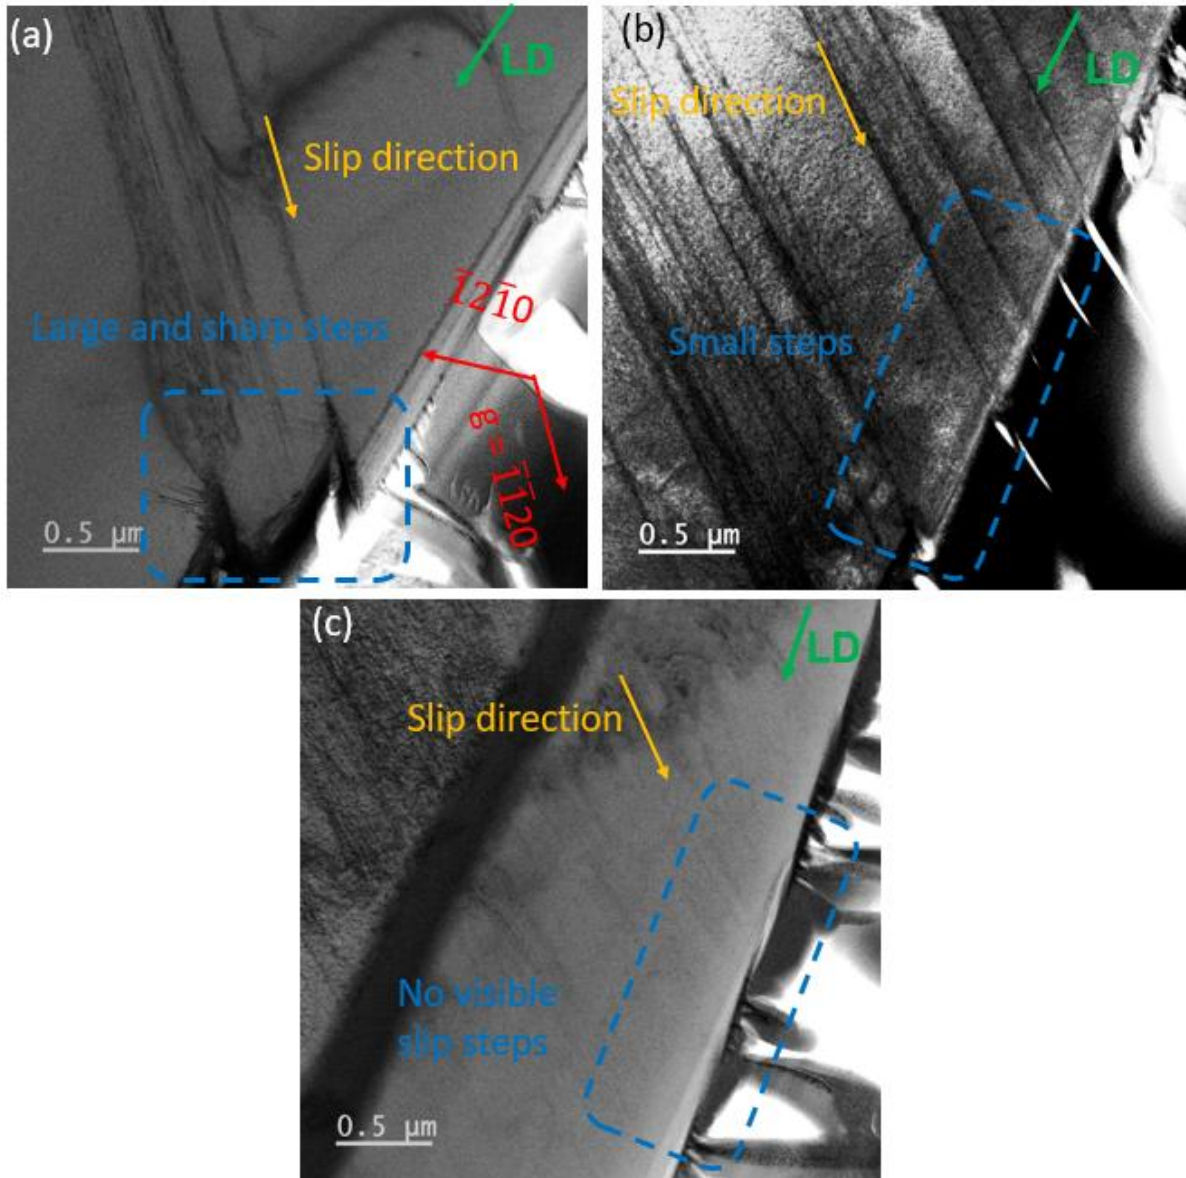 (a)
LD
Slip direction
1̅21̅0
Large and sharp steps
g = 1̅1̅20
0.5 μm
(b)
LD
Slip direction
Small steps
0.5 μm
(c)
LD
Slip direction
No visible
slip steps
0.5 μm